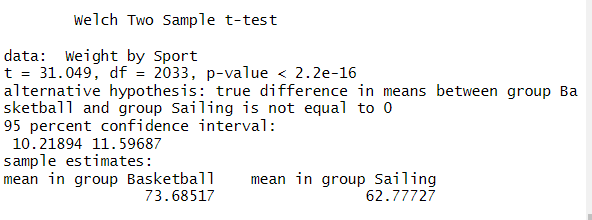 Welch Two Sample t-test
data:  Weight by Sport
t = 31.049, df = 2033, p-value < 2.2e-16
alternative hypothesis: true difference in means between group Ba
sketball and group Sailing is not equal to 0
95 percent confidence interval:
 10.21894 11.59687
sample estimates:
mean in group Basketball    mean in group Sailing
                73.68517                 62.77727